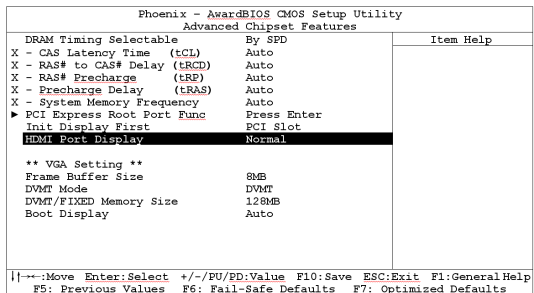 Phoenix - AwardBIOS CMOS Setup Utility
Advanced Chipset Features
DRAM Timing Selectable By SPD Item Help
X - CAS Latency Time (tCL) Auto
X - RAS# to CAS# Delay (tRCD) Auto
X - RAS# Precharge (tRP) Auto
X - Precharge Delay (tRAS) Auto
X - System Memory Frequency Auto
► PCI Express Root Port Func Press Enter
Init Display First PCI Slot
HDMI Port Display Normal
** VGA Setting **
Frame Buffer Size 8MB
DVMT Mode DVMT
DVMT/FIXED Memory Size 128MB
Boot Display Auto
↓↑→←:Move Enter:Select +/-/PU/PD:Value F10:Save ESC:Exit F1:General Help
F5: Previous Values F6: Fail-Safe Defaults F7: Optimized Defaults